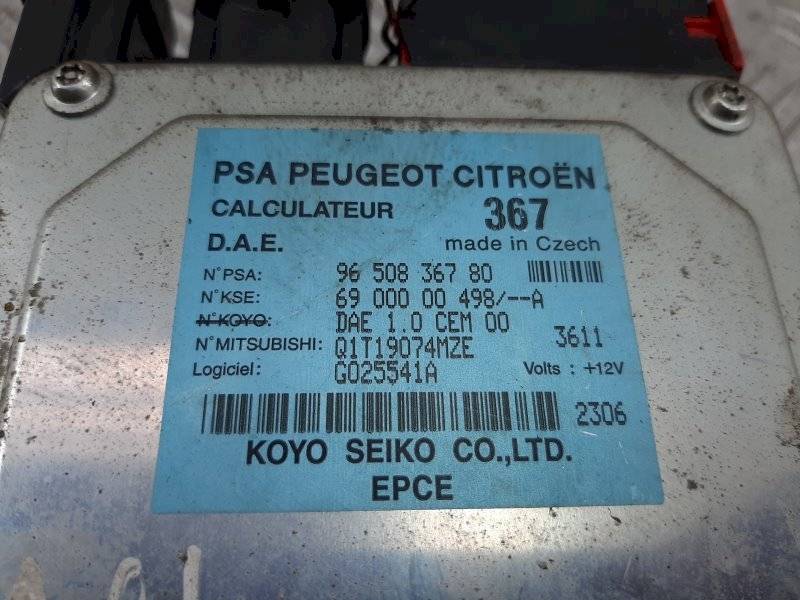 PSA PEUGEOT CITROËN
CALCULATEUR 367
D.A.E. made in Czech
N°PSA: 96 508 367 80
N°KSE: 69 000 00 498/--A
N°KOYO: DAE 1.0 CEM 00
N°MITSUBISHI: Q1T19074MZE 3611
Logiciel: G025541A Volts : +12V
2306
KOYO SEIKO CO.,LTD.
EPCE